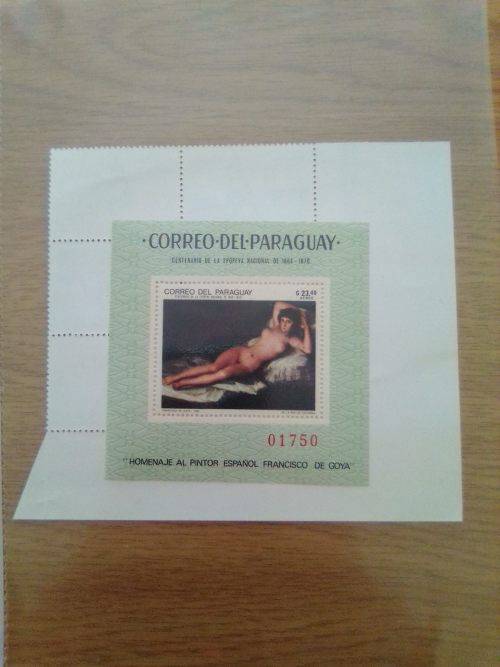 ·CORREO·DEL·PARAGUAY·
CENTENARIO DE LA EPOPEYA NACIONAL DE 1864-1870
CORREO DEL PARAGUAY
G 23.40
AEREO
01750
"HOMENAJE AL PINTOR ESPAÑOL FRANCISCO DE GOYA"